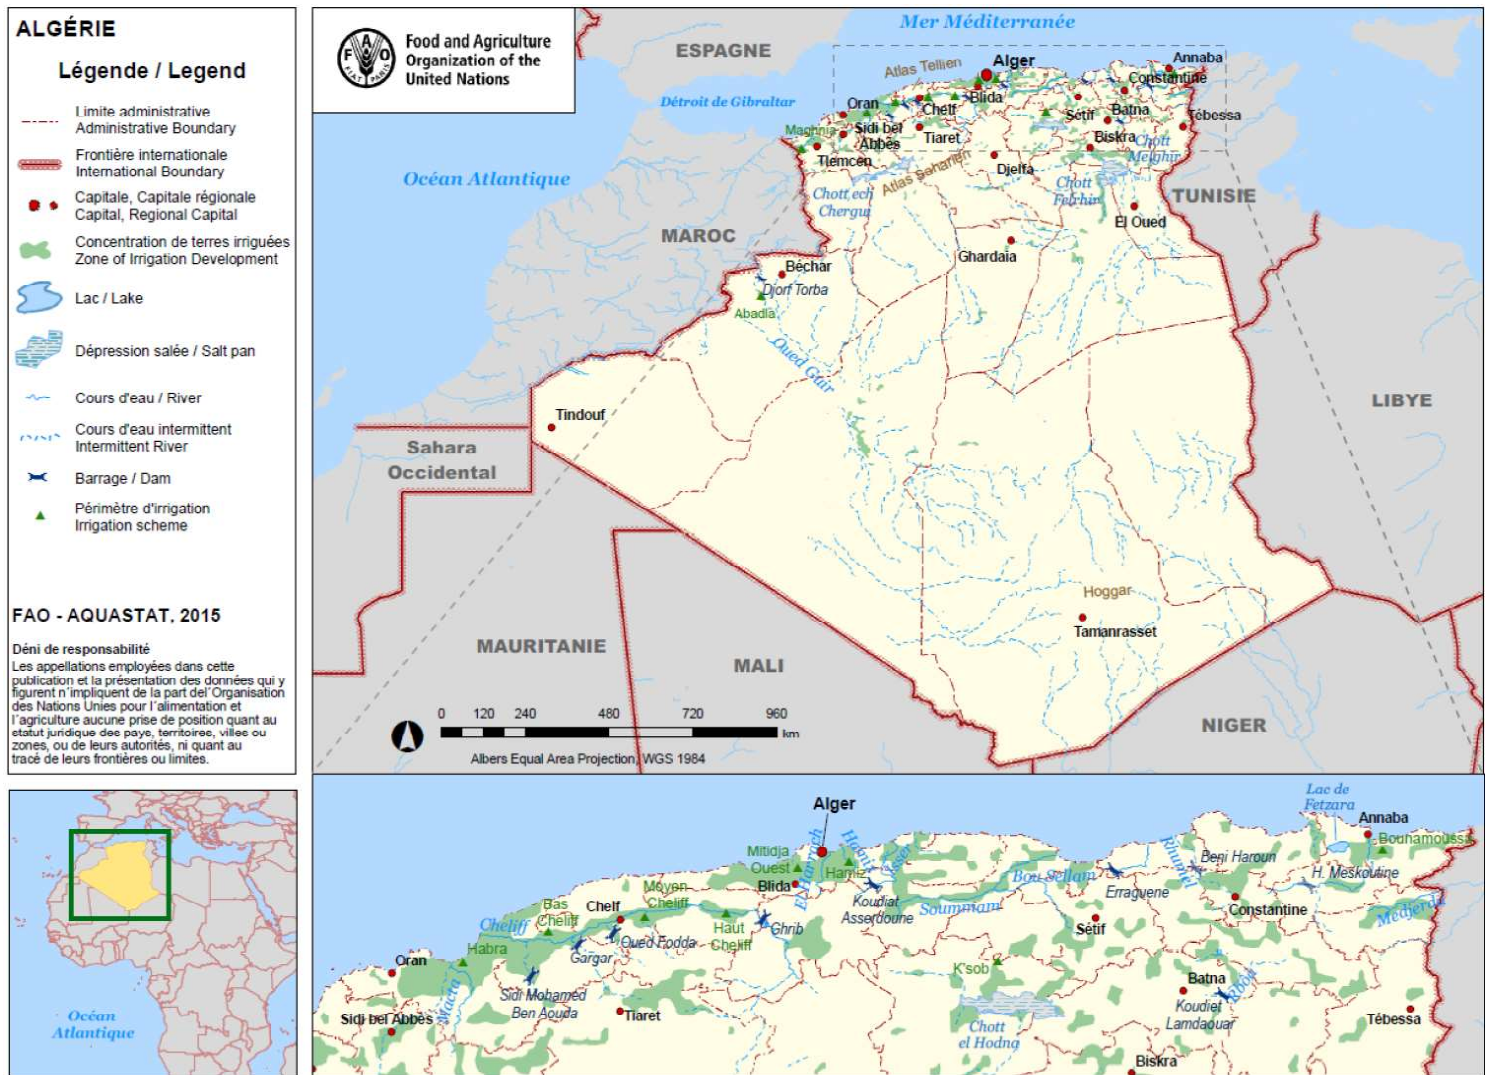 ALGÉRIE
Légende / Legend
Limite administrative
Administrative Boundary
Frontière internationale
International Boundary
Capitale, Capitale régionale
Capital, Regional Capital
Concentration de terres irriguées
Zone of Irrigation Development
Lac / Lake
Dépression salée / Salt pan
Cours d'eau / River
Cours d'eau intermittent
Intermittent River
Barrage / Dam
Périmètre d'irrigation
Irrigation scheme
FAO - AQUASTAT, 2015
Déni de responsabilité
Les appellations employées dans cette
publication et la présentation des données qui y
figurent n´impliquent de la part del´Organisation
des Nations Unies pour l´alimentation et
l´agriculture aucune prise de position quant au
statut juridique des pays, territoires, villes ou
zones, ou de leurs autorités, ni quant au
tracé de leurs frontières ou limites.
FAO
FIAT PANIS
Food and Agriculture
Organization of the
United Nations
Mer Méditerranée
ESPAGNE
Détroit de Gibraltar
Océan Atlantique
Atlas Tellien
Alger
Annaba
Constantine
Blida
Oran
Chelf
Sétif
Batna
Tébessa
Maghnia
Sidi bel
Abbès
Tiaret
Biskra
Chott
Melghir
Tlemcen
Atlas Saharien
Djelfa
Chott ech
Chergui
Chott
Felrhir
TUNISIE
El Oued
MAROC
Ghardaia
Béchar
Djorf Torba
Abadla
Oued Guir
Tindouf
LIBYE
Sahara
Occidental
Hoggar
Tamanrasset
MAURITANIE
MALI
NIGER
0 120 240 480 720 960
km
Albers Equal Area Projection, WGS 1984
Océan
Atlantique
Alger
Lac de
Fetzara
Annaba
Bouhamoussa
Mitidja
Ouest
El Harrach
Hamiz
Isser
Hamiz
Blida
Rhumel
Beni Haroun
H. Meskoutine
Bou Sellam
Erraguene
Moyen
Cheliff
Bas
Cheliff
Chelf
Koudiat
Asserdoune
Soummam
Constantine
Medjerda
Cheliff
Haut
Cheliff
Ghrib
Sétif
Oued Fodda
Gargar
Habra
Oran
K'sob
Batna
Rboa
Sidi Mohamed
Ben Aouda
Macta
Koudiet
Lamdaouar
Sidi bel Abbès
Tiaret
Chott
el Hodna
Tébessa
Biskra